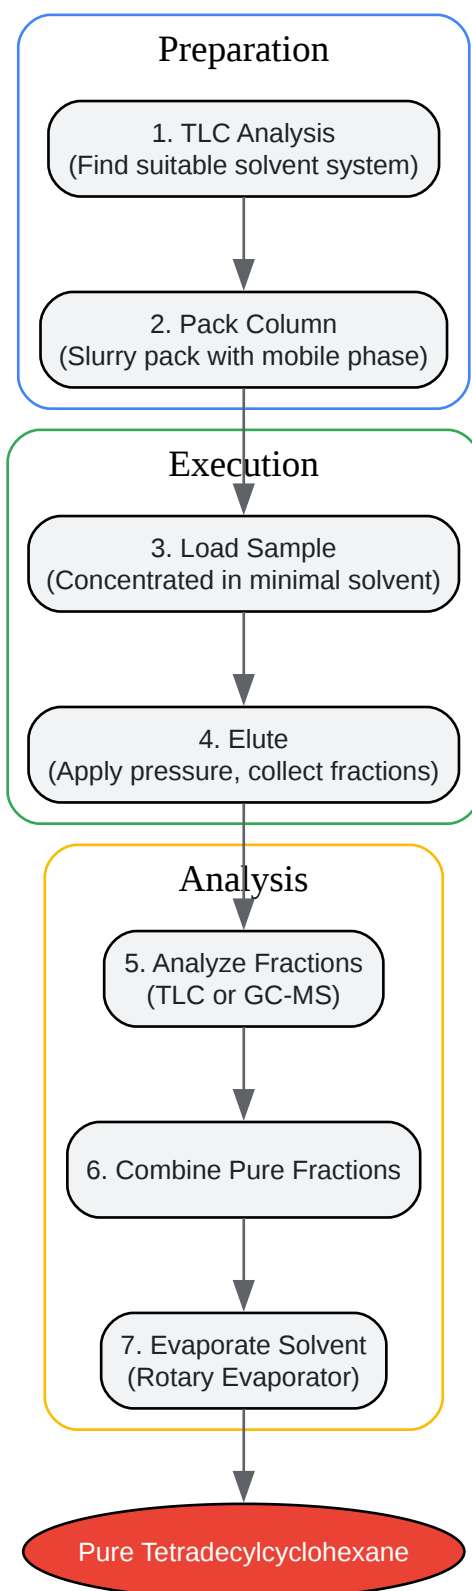 Preparation
1. TLC Analysis
(Find suitable solvent system)
2. Pack Column
(Slurry pack with mobile phase)
Execution
3. Load Sample
(Concentrated in minimal solvent)
4. Elute
(Apply pressure, collect fractions)
Analysis
5. Analyze Fractions
(TLC or GC-MS)
6. Combine Pure Fractions
7. Evaporate Solvent
(Rotary Evaporator)
Pure Tetradecylcyclohexane